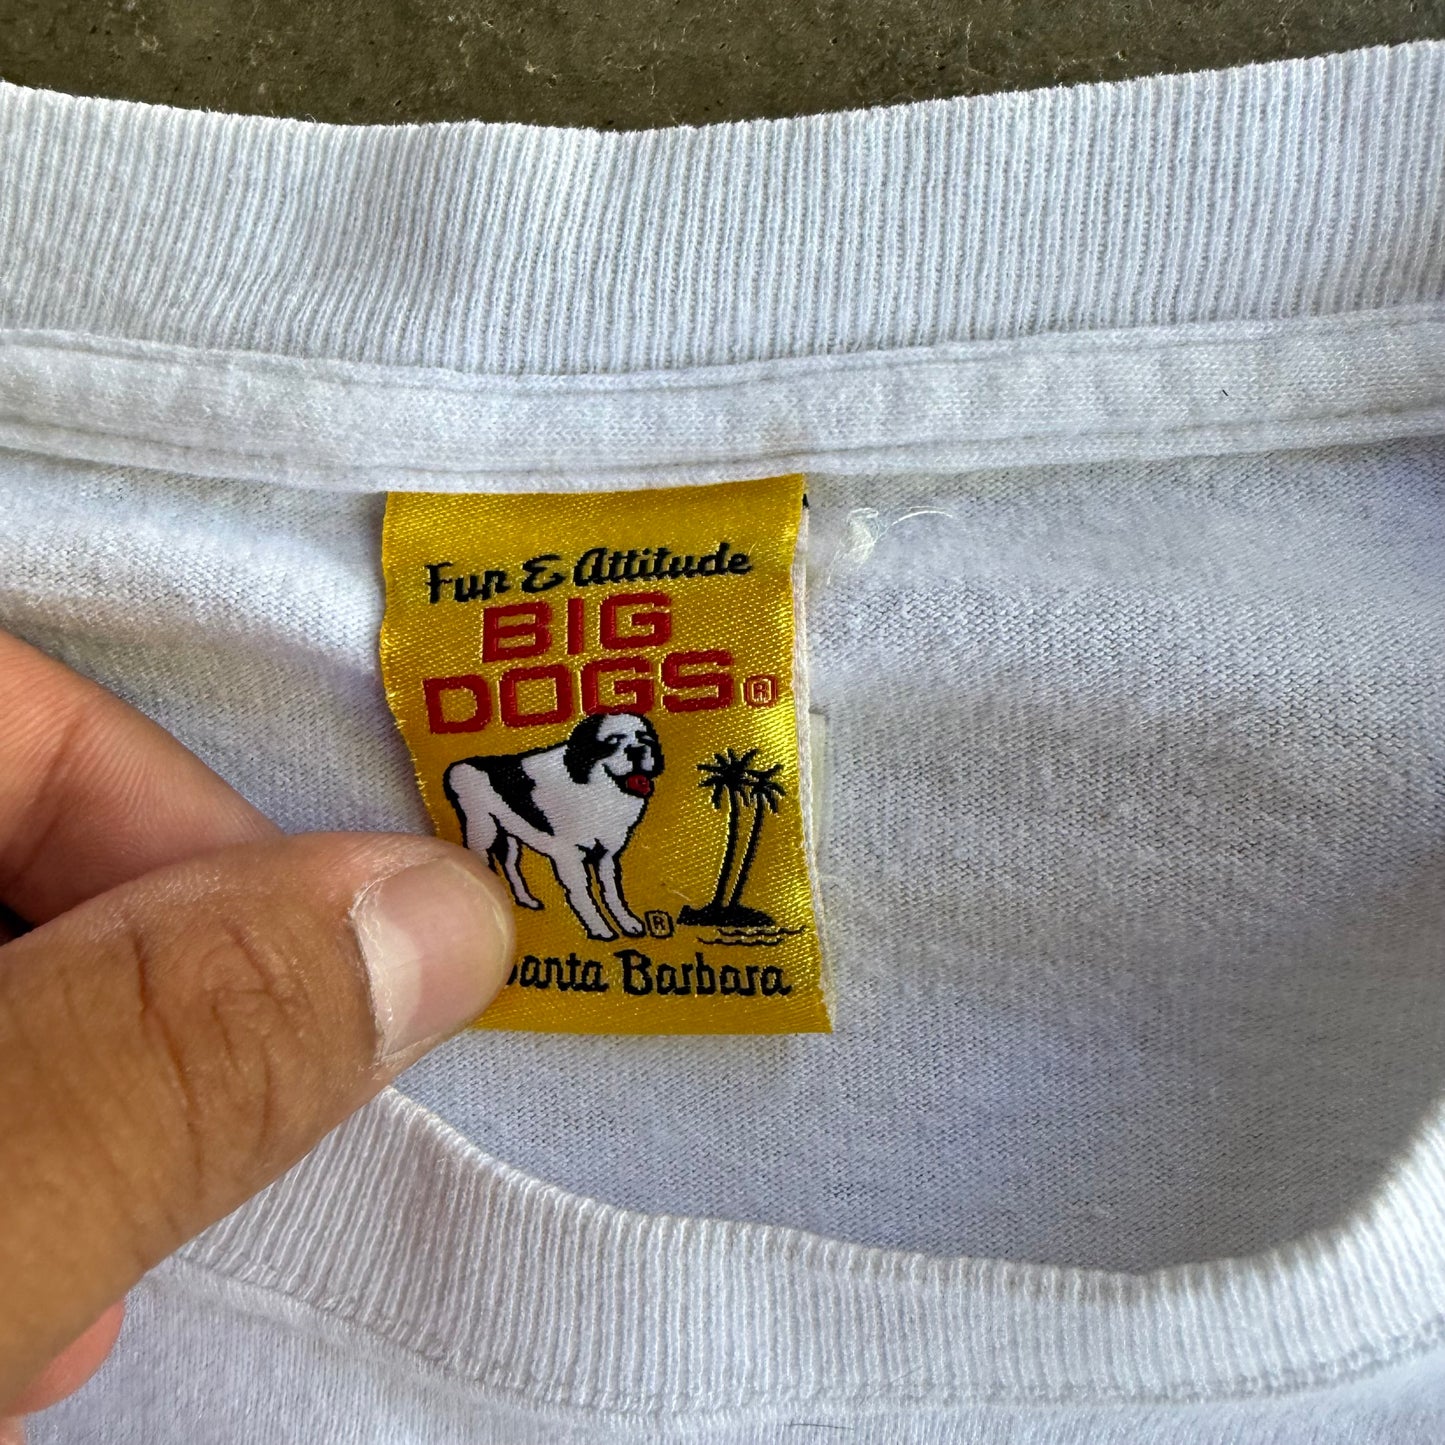 Fun & Attitude
BIG
DOGS®
®
Santa Barbara